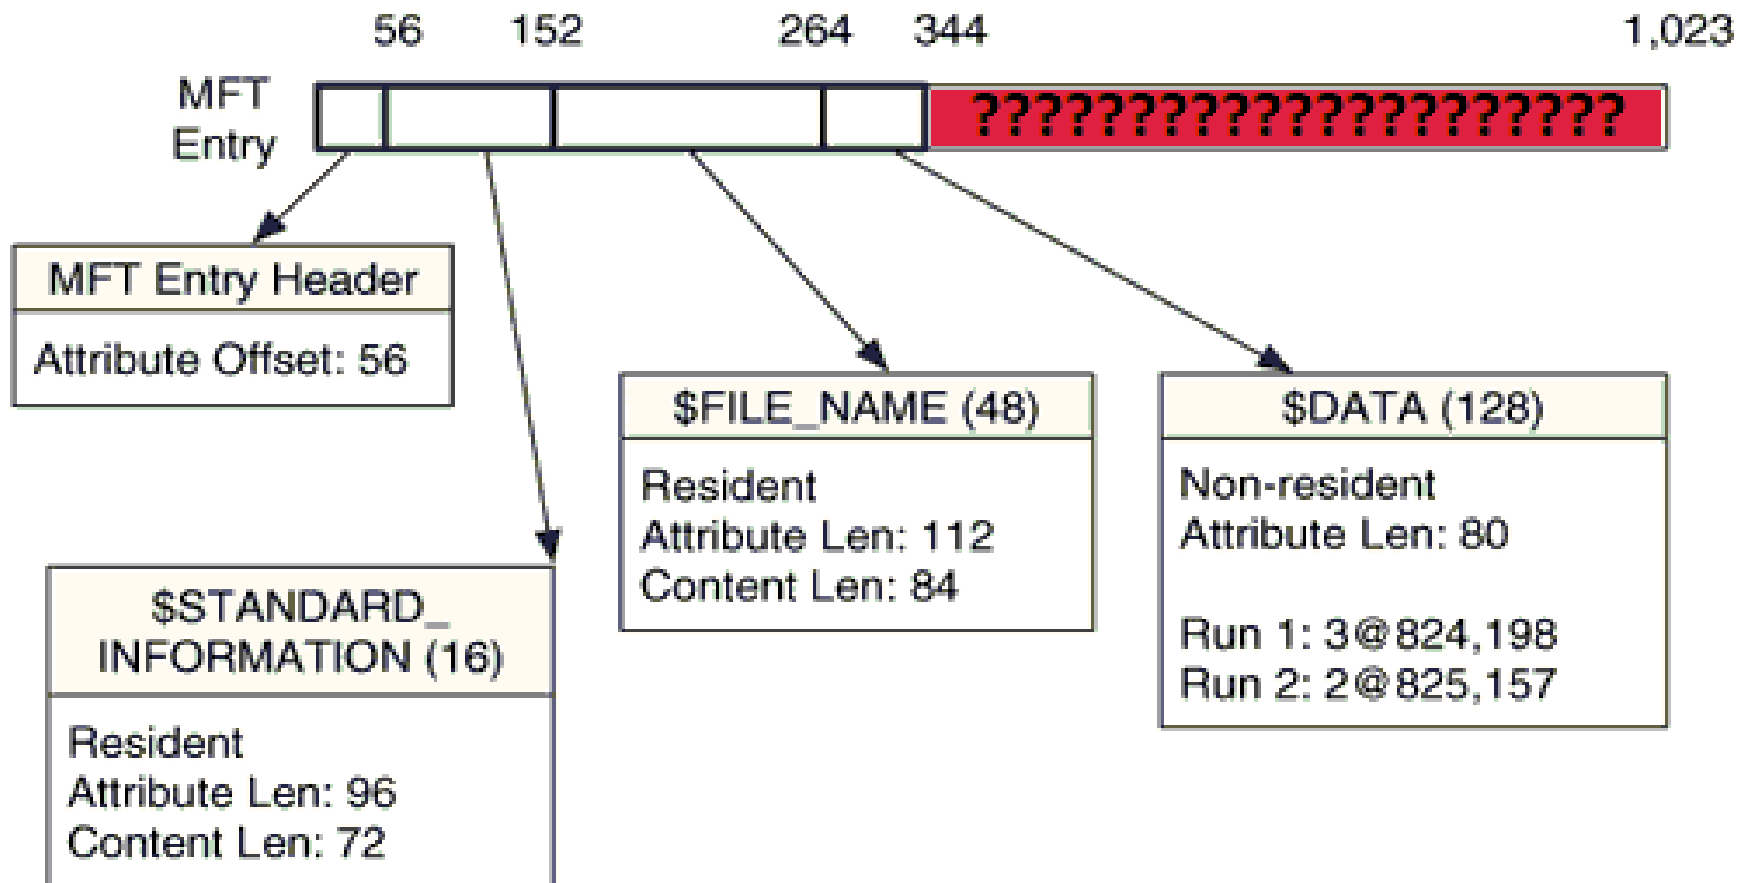 56 152 264 344 1,023
MFT
Entry
?????????????????????
MFT Entry Header
Attribute Offset: 56
$STANDARD_
INFORMATION (16)
Resident
Attribute Len: 96
Content Len: 72
$FILE_NAME (48)
Resident
Attribute Len: 112
Content Len: 84
$DATA (128)
Non-resident
Attribute Len: 80
Run 1: 3@824,198
Run 2: 2@825,157